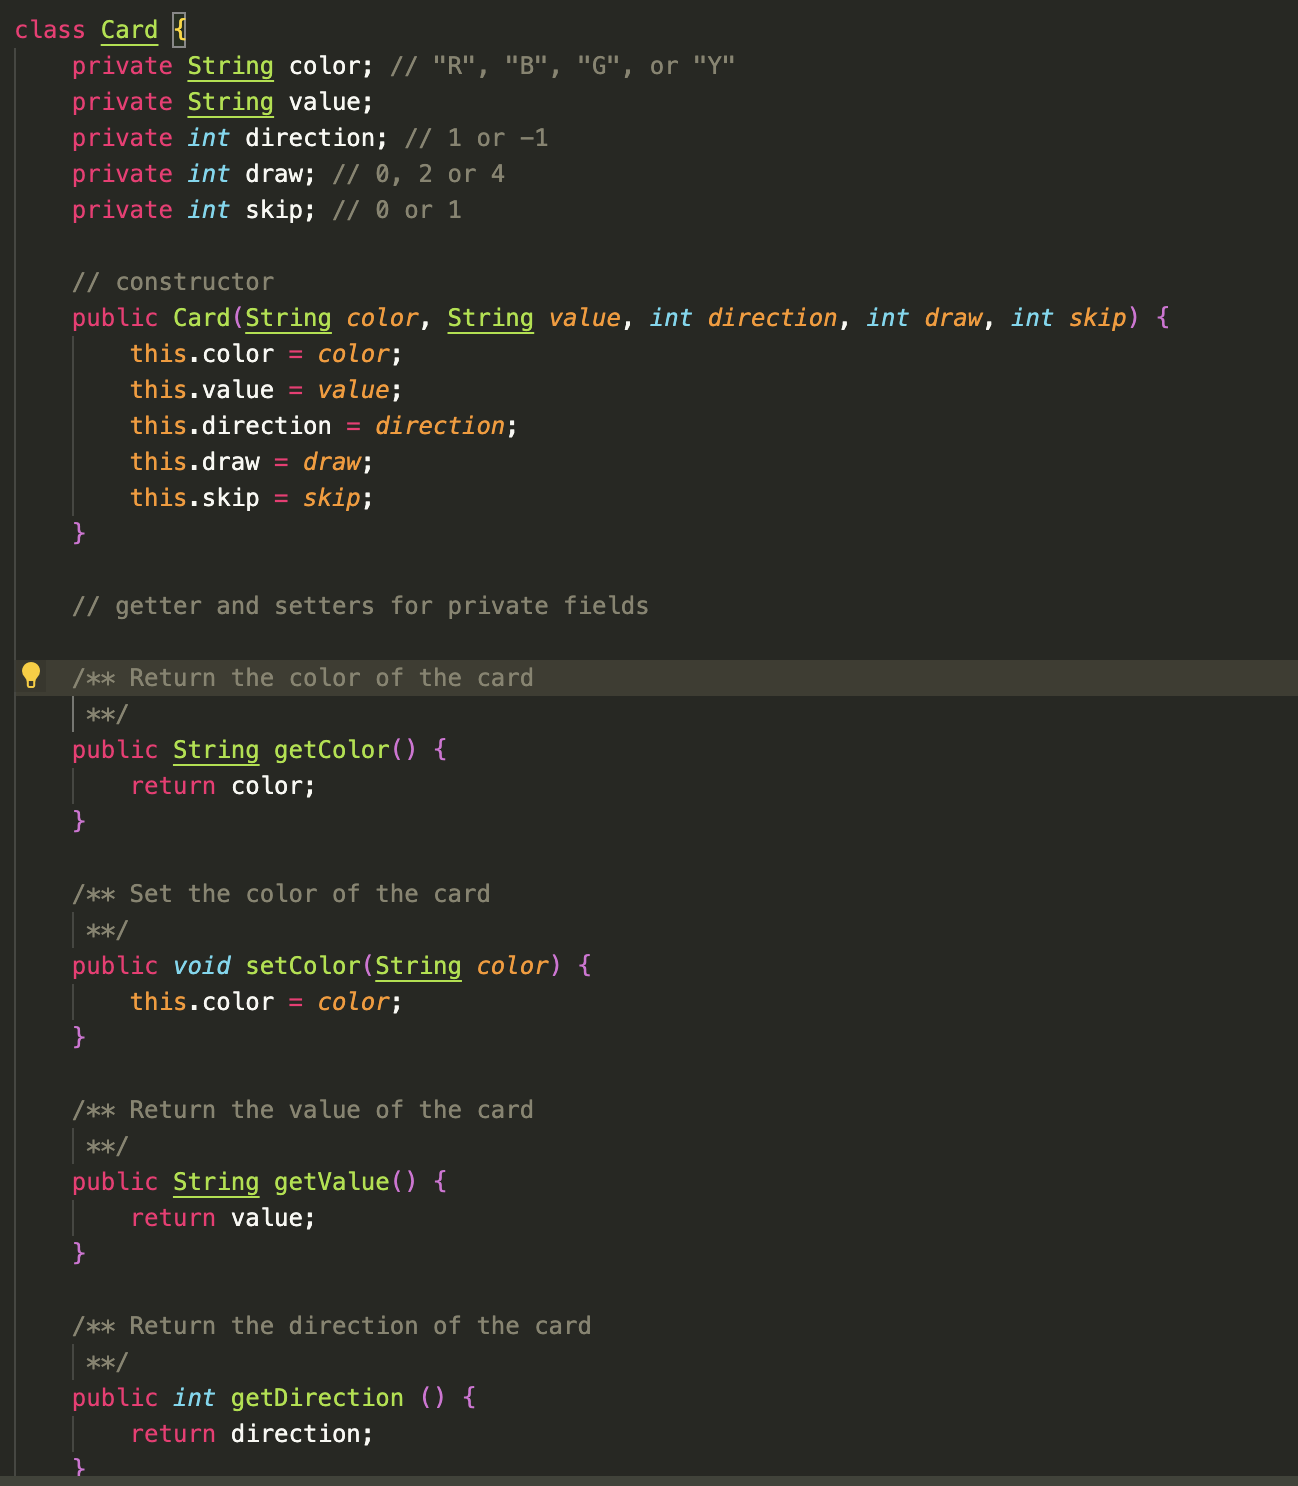 class Card {
    private String color; // "R", "B", "G", or "Y"
    private String value;
    private int direction; // 1 or -1
    private int draw; // 0, 2 or 4
    private int skip; // 0 or 1

    // constructor
    public Card(String color, String value, int direction, int draw, int skip) {
        this.color = color;
        this.value = value;
        this.direction = direction;
        this.draw = draw;
        this.skip = skip;
    }

    // getter and setters for private fields

    /** Return the color of the card
     **/
    public String getColor() {
        return color;
    }

    /** Set the color of the card
     **/
    public void setColor(String color) {
        this.color = color;
    }

    /** Return the value of the card
     **/
    public String getValue() {
        return value;
    }

    /** Return the direction of the card
     **/
    public int getDirection () {
        return direction;
    }